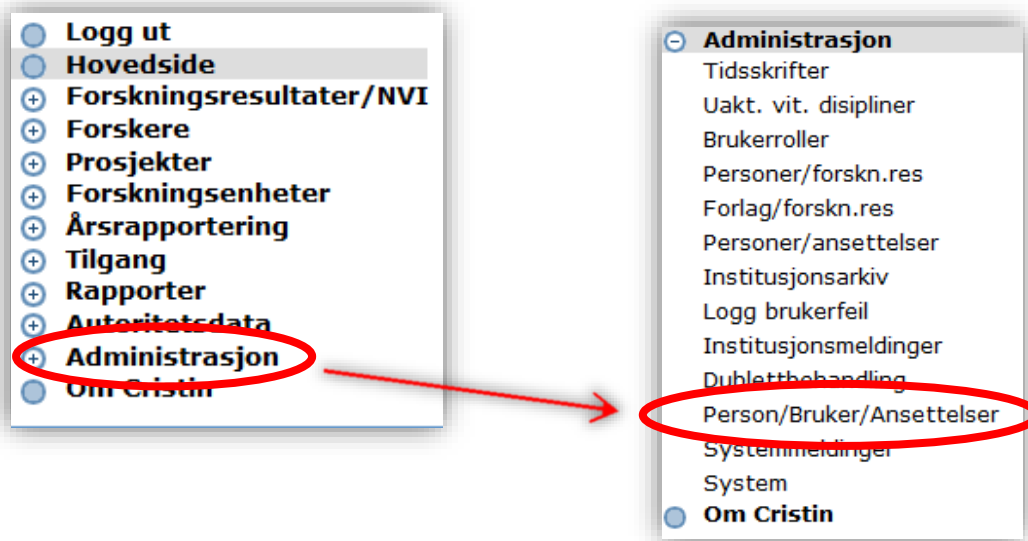 Logg ut
Hovedside
Forskningsresultater/NVI
Forskere
Prosjekter
Forskningsenheter
Årsrapportering
Tilgang
Rapporter
Autoritetsdata
Administrasjon
Om Cristin
Administrasjon
Tidsskrifter
Uakt. vit. disipliner
Brukerroller
Personer/forskn.res
Forlag/forskn.res
Personer/ansettelser
Institusjonsarkiv
Logg brukerfeil
Institusjonsmeldinger
Dublettbehandling
Person/Bruker/Ansettelser
Systemmeldinger
System
Om Cristin